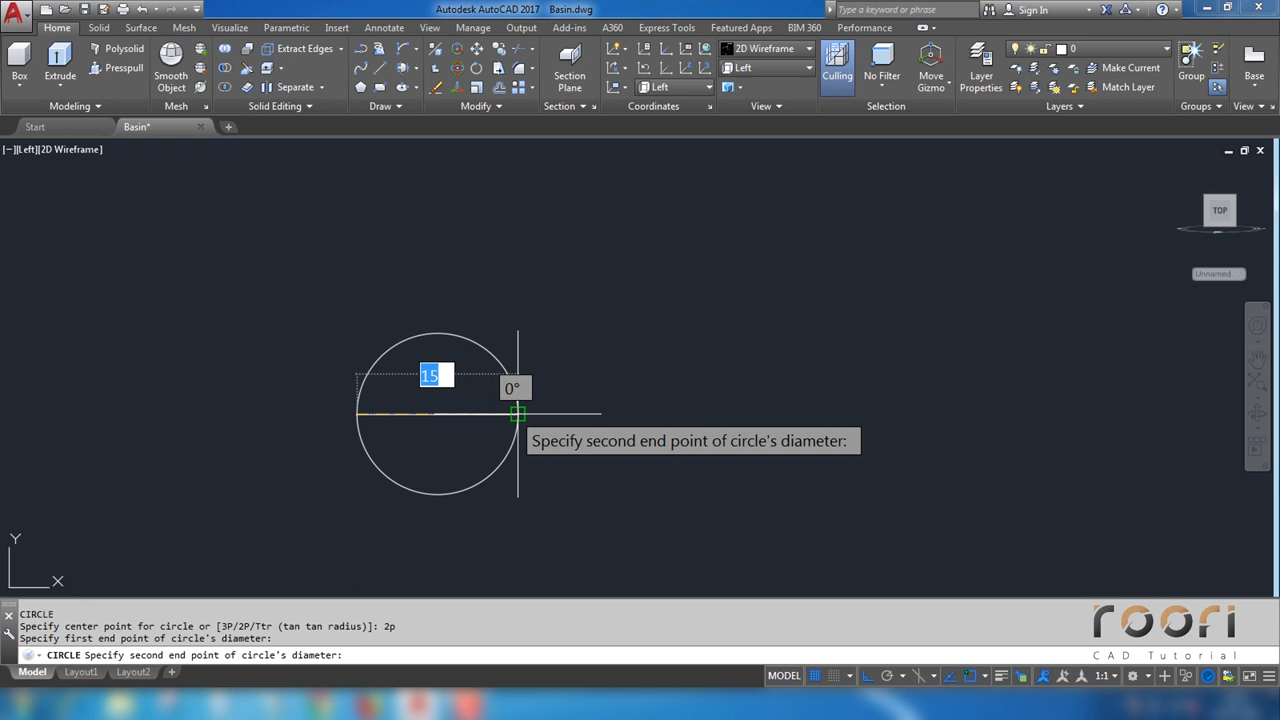 Autodesk AutoCAD 2017 Basin.dwg
Type a keyword or phrase
Sign In
Home Solid Surface Mesh Parametric Insert Annotate View Manage Output Add-ins A360 Express Tools Featured Apps BIM 360 Performance
Polysolid
Presspull
Extract Edges
Separate
2D Wireframe
Left
Left
0
Make Current
Match Layer
Box
Extrude
Smooth
Object
Section
Plane
Culling
No Filter
Move
Gizmo
Layer
Properties
Group
Base
Modeling
Mesh
Solid Editing
Draw
Modify
Section
Coordinates
View
Selection
Layers
Groups
View
Start
Basin*
[−][Left][2D Wireframe]
TOP
Unnamed
15
0°
Specify second end point of circle's diameter:
Y
X
CIRCLE
Specify center point for circle or [3P/2P/Ttr (tan tan radius)]: 2p
Specify first end point of circle's diameter:
CIRCLE Specify second end point of circle's diameter:
roori
CAD Tutorial
Model Layout1 Layout2
MODEL
1:1